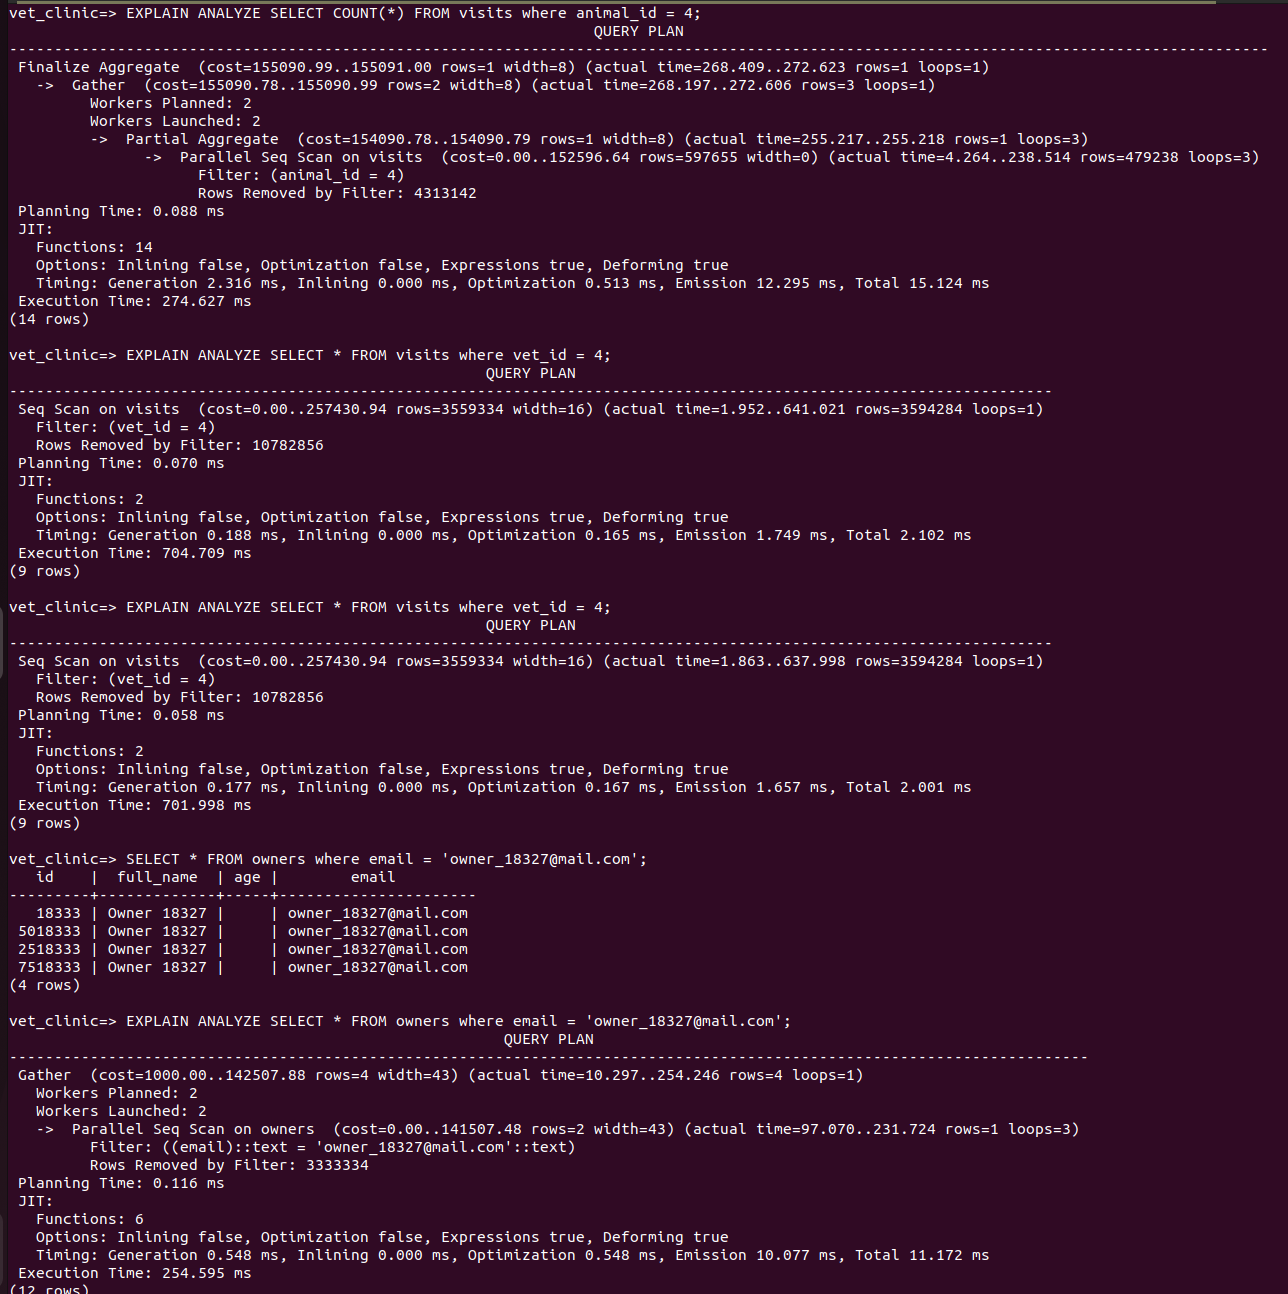 vet_clinic=> EXPLAIN ANALYZE SELECT COUNT(*) FROM visits where animal_id = 4;
QUERY PLAN
--------------------------------------------------------------------------------------------------------------------------------------------
Finalize Aggregate  (cost=155090.99..155091.00 rows=1 width=8) (actual time=268.409..272.623 rows=1 loops=1)
  ->  Gather  (cost=155090.78..155090.99 rows=2 width=8) (actual time=268.197..272.606 rows=3 loops=1)
        Workers Planned: 2
        Workers Launched: 2
        ->  Partial Aggregate  (cost=154090.78..154090.79 rows=1 width=8) (actual time=255.217..255.218 rows=1 loops=3)
              ->  Parallel Seq Scan on visits  (cost=0.00..152596.64 rows=597655 width=0) (actual time=4.264..238.514 rows=479238 loops=3)
                    Filter: (animal_id = 4)
                    Rows Removed by Filter: 4313142
Planning Time: 0.088 ms
JIT:
  Functions: 14
  Options: Inlining false, Optimization false, Expressions true, Deforming true
  Timing: Generation 2.316 ms, Inlining 0.000 ms, Optimization 0.513 ms, Emission 12.295 ms, Total 15.124 ms
Execution Time: 274.627 ms
(14 rows)
vet_clinic=> EXPLAIN ANALYZE SELECT * FROM visits where vet_id = 4;
QUERY PLAN
--------------------------------------------------------------------------------------------------------------------
Seq Scan on visits  (cost=0.00..257430.94 rows=3559334 width=16) (actual time=1.952..641.021 rows=3594284 loops=1)
  Filter: (vet_id = 4)
  Rows Removed by Filter: 10782856
Planning Time: 0.070 ms
JIT:
  Functions: 2
  Options: Inlining false, Optimization false, Expressions true, Deforming true
  Timing: Generation 0.188 ms, Inlining 0.000 ms, Optimization 0.165 ms, Emission 1.749 ms, Total 2.102 ms
Execution Time: 704.709 ms
(9 rows)
vet_clinic=> EXPLAIN ANALYZE SELECT * FROM visits where vet_id = 4;
QUERY PLAN
--------------------------------------------------------------------------------------------------------------------
Seq Scan on visits  (cost=0.00..257430.94 rows=3559334 width=16) (actual time=1.863..637.998 rows=3594284 loops=1)
  Filter: (vet_id = 4)
  Rows Removed by Filter: 10782856
Planning Time: 0.058 ms
JIT:
  Functions: 2
  Options: Inlining false, Optimization false, Expressions true, Deforming true
  Timing: Generation 0.177 ms, Inlining 0.000 ms, Optimization 0.167 ms, Emission 1.657 ms, Total 2.001 ms
Execution Time: 701.998 ms
(9 rows)
vet_clinic=> SELECT * FROM owners where email = 'owner_18327@mail.com';
   id    |  full_name  | age |        email
---------+-------------+-----+----------------------
   18333 | Owner 18327 |     | owner_18327@mail.com
 5018333 | Owner 18327 |     | owner_18327@mail.com
 2518333 | Owner 18327 |     | owner_18327@mail.com
 7518333 | Owner 18327 |     | owner_18327@mail.com
(4 rows)
vet_clinic=> EXPLAIN ANALYZE SELECT * FROM owners where email = 'owner_18327@mail.com';
QUERY PLAN
------------------------------------------------------------------------------------------------------------------------
Gather  (cost=1000.00..142507.88 rows=4 width=43) (actual time=10.297..254.246 rows=4 loops=1)
  Workers Planned: 2
  Workers Launched: 2
  ->  Parallel Seq Scan on owners  (cost=0.00..141507.48 rows=2 width=43) (actual time=97.070..231.724 rows=1 loops=3)
        Filter: ((email)::text = 'owner_18327@mail.com'::text)
        Rows Removed by Filter: 3333334
Planning Time: 0.116 ms
JIT:
  Functions: 6
  Options: Inlining false, Optimization false, Expressions true, Deforming true
  Timing: Generation 0.548 ms, Inlining 0.000 ms, Optimization 0.548 ms, Emission 10.077 ms, Total 11.172 ms
Execution Time: 254.595 ms
(12 rows)